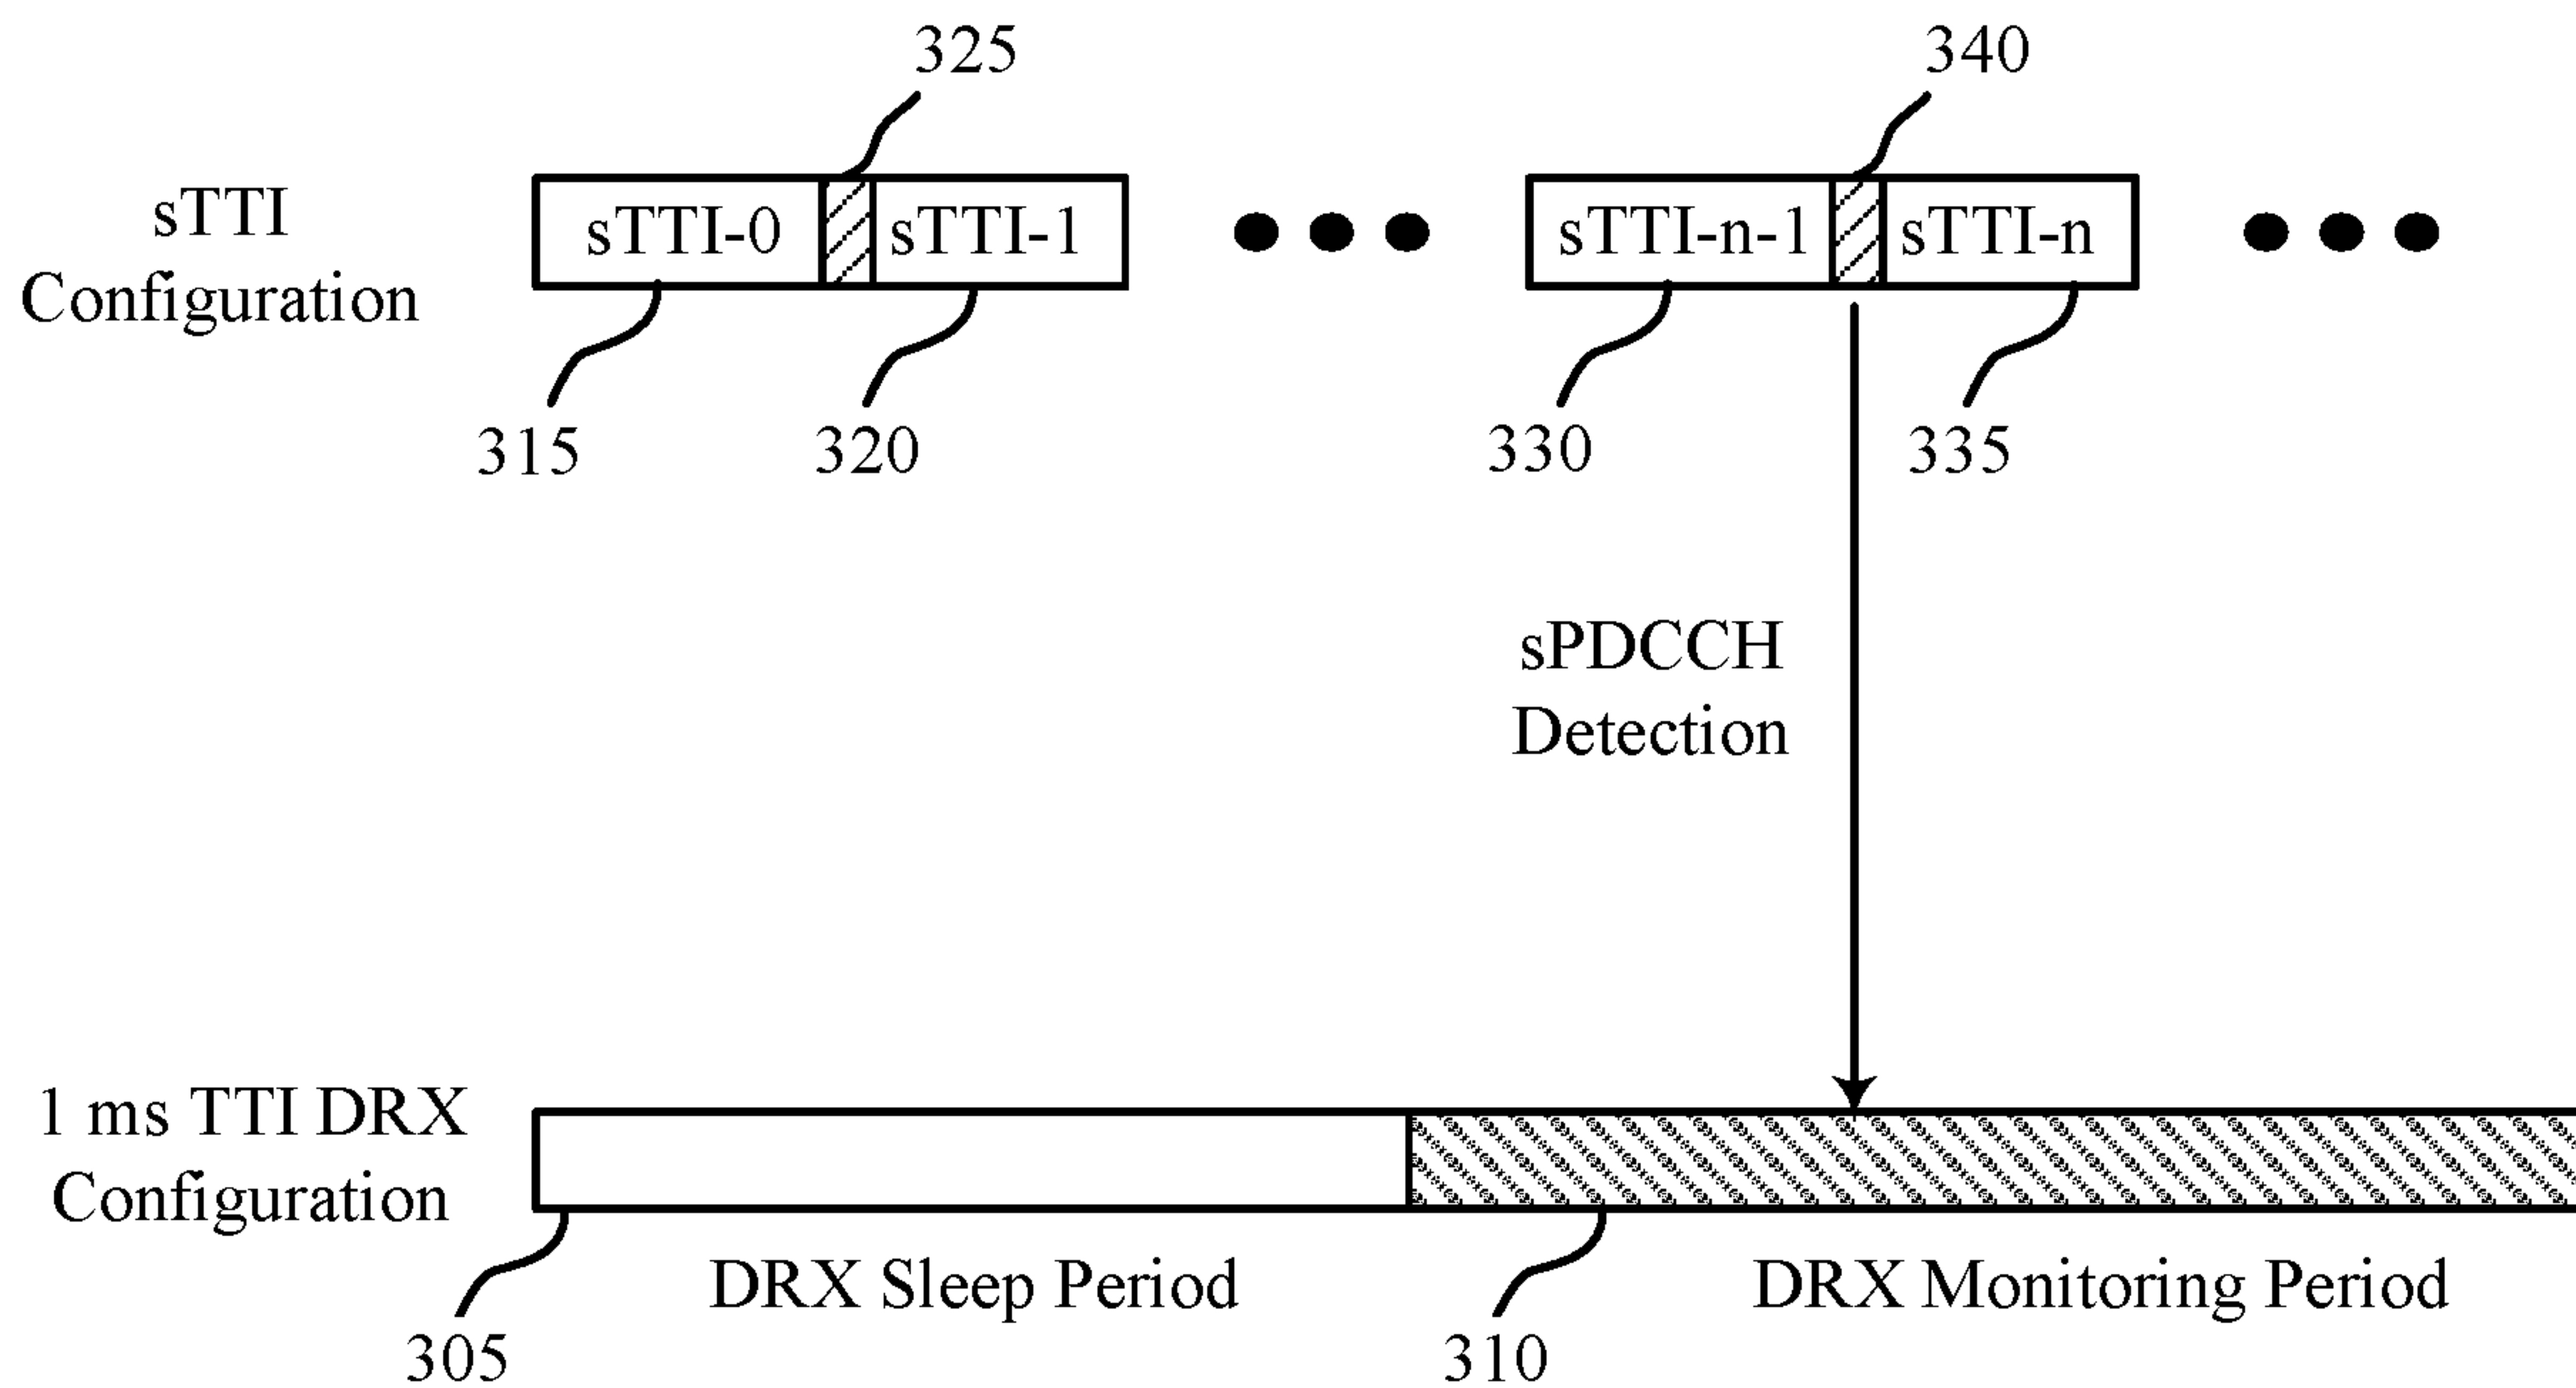 325
340
sTTI
Configuration
sTTI-0
sTTI-1
sTTI-n-1
sTTI-n
315
320
330
335
sPDCCH
Detection
1 ms TTI DRX
Configuration
DRX Sleep Period
DRX Monitoring Period
305
310